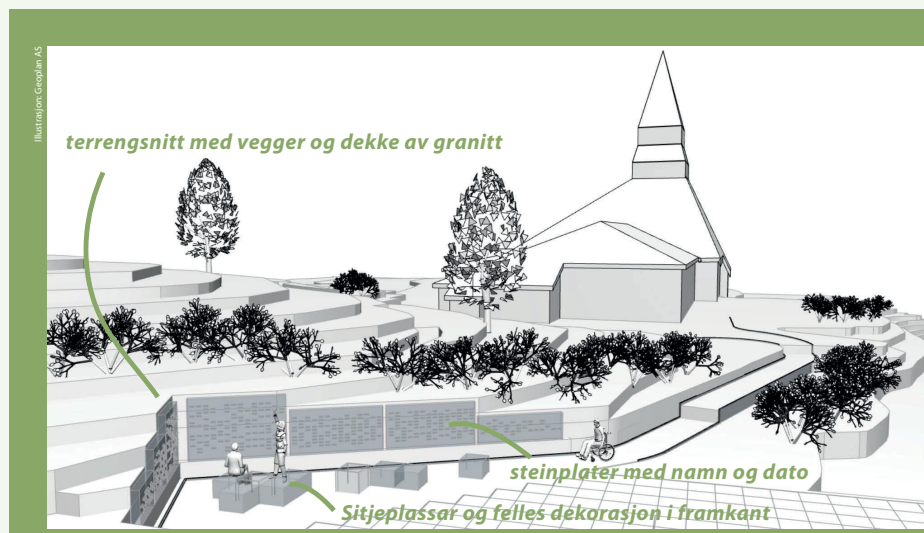 Illustrasjon: Geoplan AS
terrengsnitt med vegger og dekke av granitt
steinplater med namn og dato
Sitjeplassar og felles dekorasjon i framkant